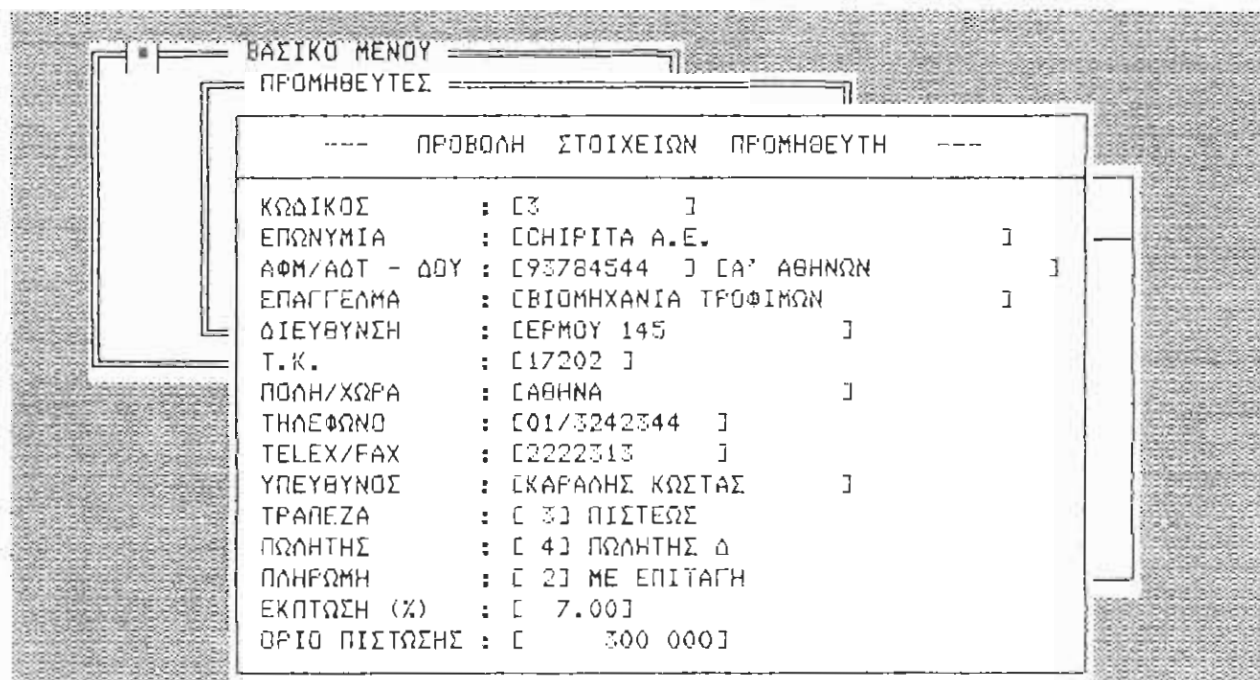 ΒΑΣΙΚΟ ΜΕΝΟΥ
ΠΡΟΜΗΘΕΥΤΕΣ
--- ΠΡΟΒΟΛΗ ΣΤΟΙΧΕΙΩΝ ΠΡΟΜΗΘΕΥΤΗ ---
ΚΩΔΙΚΟΣ : [3 ]
ΕΠΩΝΥΜΙΑ : [CHIPITA A.E. ]
ΑΦΜ/ΑΔΤ - ΔΟΥ : [93784544 ] [Α' ΑΘΗΝΩΝ ]
ΕΠΑΓΓΕΛΜΑ : [ΒΙΟΜΗΧΑΝΙΑ ΤΡΟΦΙΜΩΝ ]
ΔΙΕΥΘΥΝΣΗ : [ΕΡΜΟΥ 145 ]
Τ.Κ. : [17202 ]
ΠΟΛΗ/ΧΩΡΑ : [ΑΘΗΝΑ ]
ΤΗΛΕΦΩΝΟ : [01/3242344 ]
TELEX/FAX : [2222313 ]
ΥΠΕΥΘΥΝΟΣ : [ΚΑΡΑΛΗΣ ΚΩΣΤΑΣ ]
ΤΡΑΠΕΖΑ : [ 3] ΠΙΣΤΕΩΣ
ΠΩΛΗΤΗΣ : [ 4] ΠΩΛΗΤΗΣ Δ
ΠΛΗΡΩΜΗ : [ 2] ΜΕ ΕΠΙΤΑΓΗ
ΕΚΠΤΩΣΗ (%) : [ 7.00]
ΟΡΙΟ ΠΙΣΤΩΣΗΣ : [ 300 000]